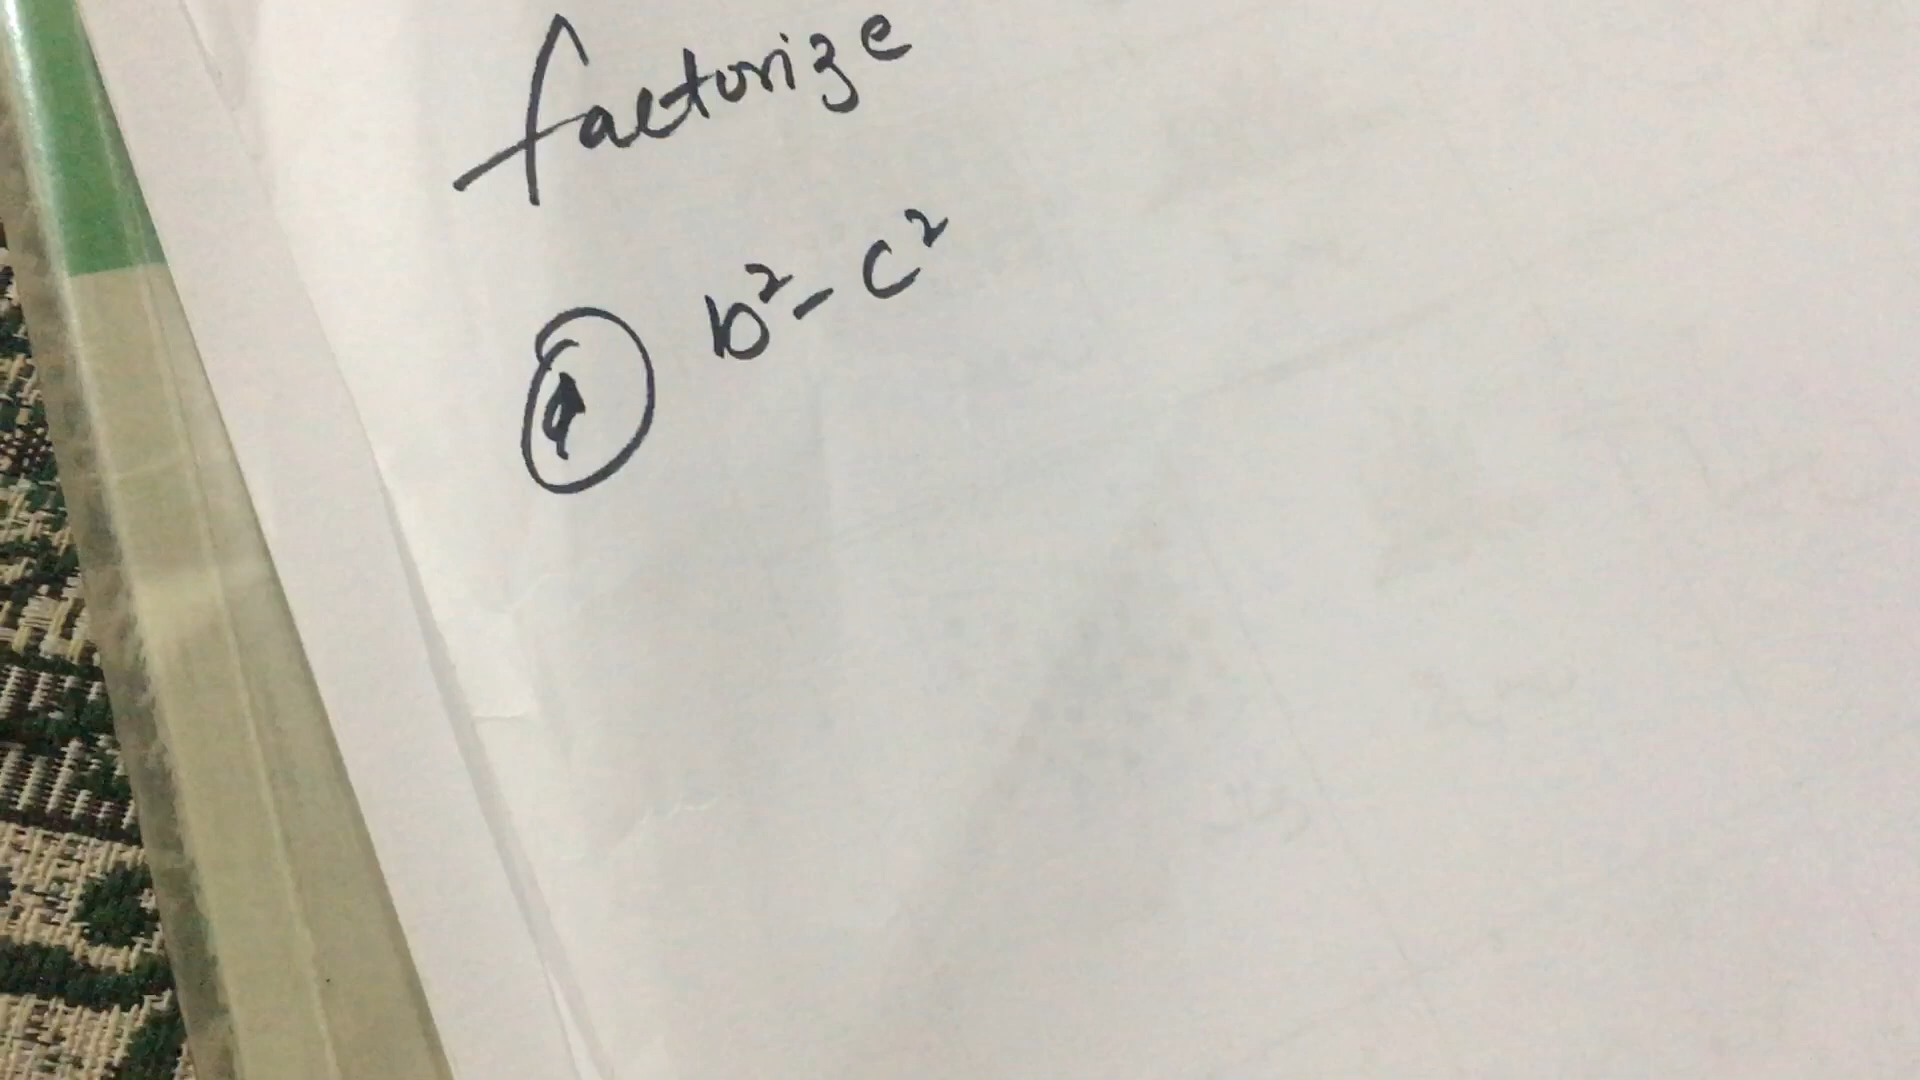 factorize
a b² - c²